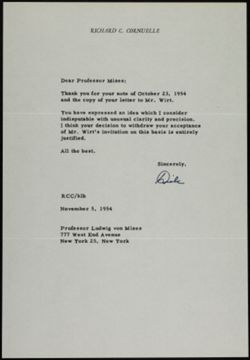 RICHARD C. CORNUELLE
Dear Professor Mises:
Thank you for your note of October 23, 1954
and the copy of your letter to Mr. Wirt.
You have expressed an idea which I consider
indisputable with unusual clarity and precision.
I think your decision to withdraw your acceptance
of Mr. Wirt's invitation on this basis is entirely
justified.
All the best.
Sincerely,
Dick
RCC/klb
November 5, 1954
Professor Ludwig von Mises
777 West End Avenue
New York 25, New York